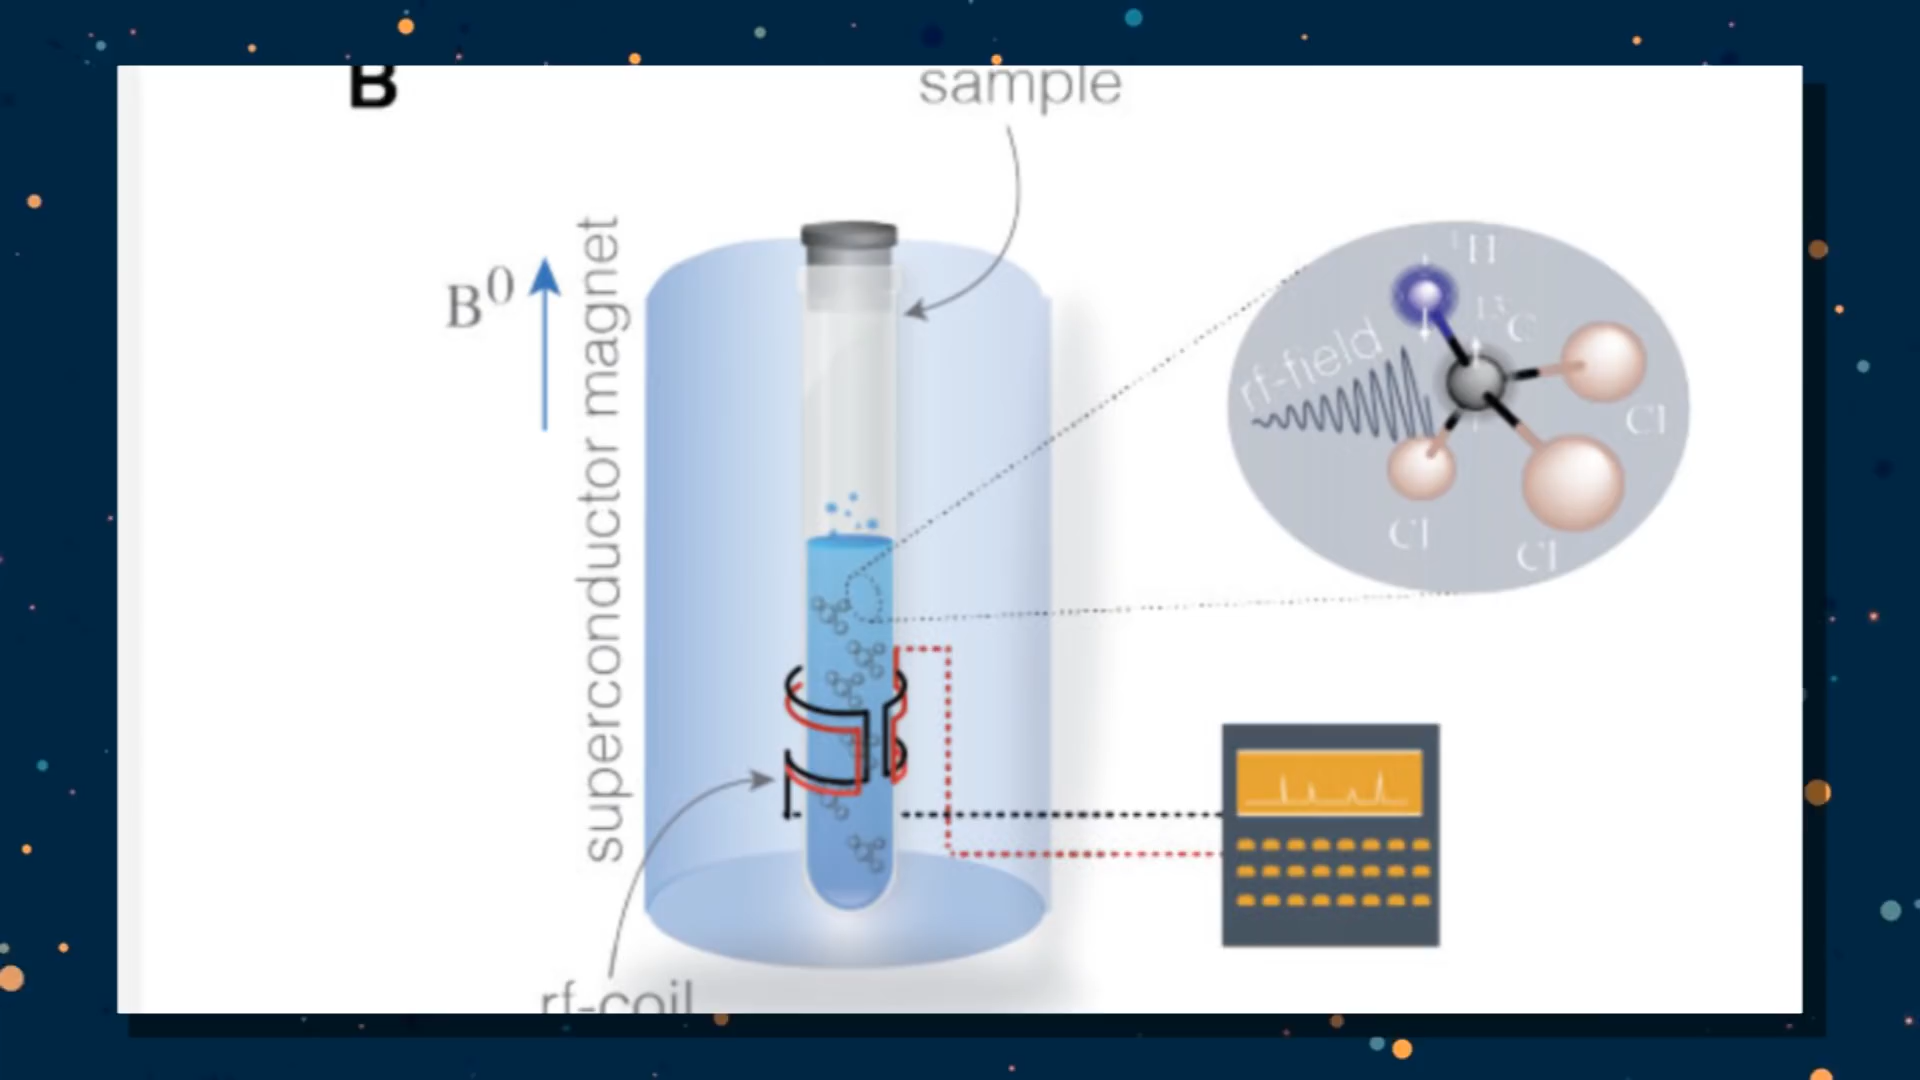 B
sample
B⁰
superconductor magnet
¹H
¹³C
rf-field
Cl
Cl
Cl
rf-coil